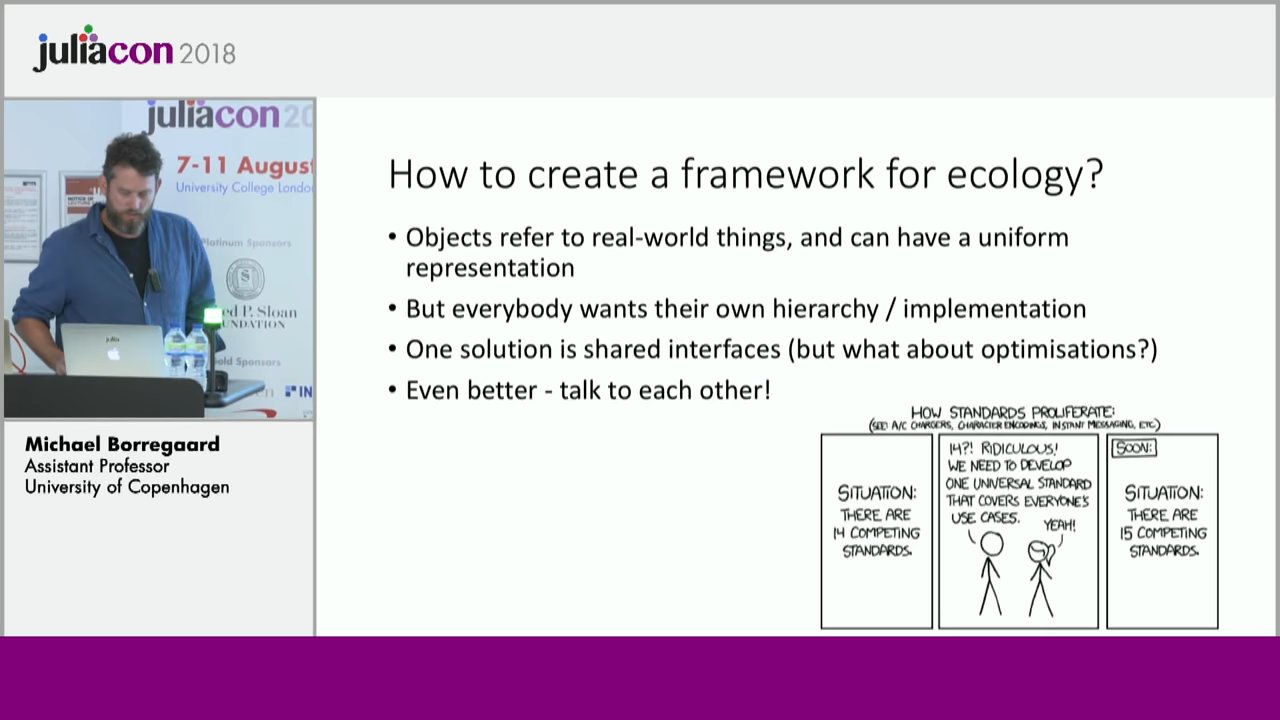 juliacon 2018
juliacon 20
7-11 August
University College London
Platinum Sponsors
ed P. Sloan
UNDATION
old Sponsors
julia
Michael Borregaard
Assistant Professor
University of Copenhagen
How to create a framework for ecology?
• Objects refer to real-world things, and can have a uniform
representation
• But everybody wants their own hierarchy / implementation
• One solution is shared interfaces (but what about optimisations?)
• Even better - talk to each other!
HOW STANDARDS PROLIFERATE:
(SEE: A/C CHARGERS, CHARACTER ENCODINGS, INSTANT MESSAGING, ETC.)
SITUATION:
THERE ARE
14 COMPETING
STANDARDS.
14?! RIDICULOUS!
WE NEED TO DEVELOP
ONE UNIVERSAL STANDARD
THAT COVERS EVERYONE'S
USE CASES.
YEAH!
SOON:
SITUATION:
THERE ARE
15 COMPETING
STANDARDS.